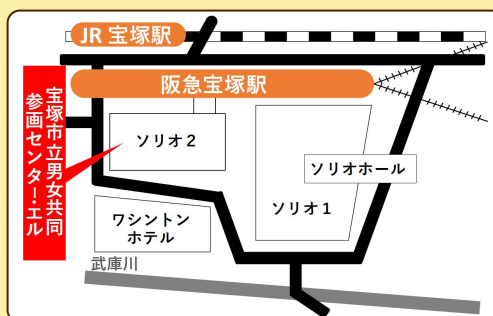 JR 宝塚駅
阪急宝塚駅
宝塚市立男女共同
参画センター・エル
ソリオ2
ソリオホール
ソリオ1
ワシントン
ホテル
武庫川